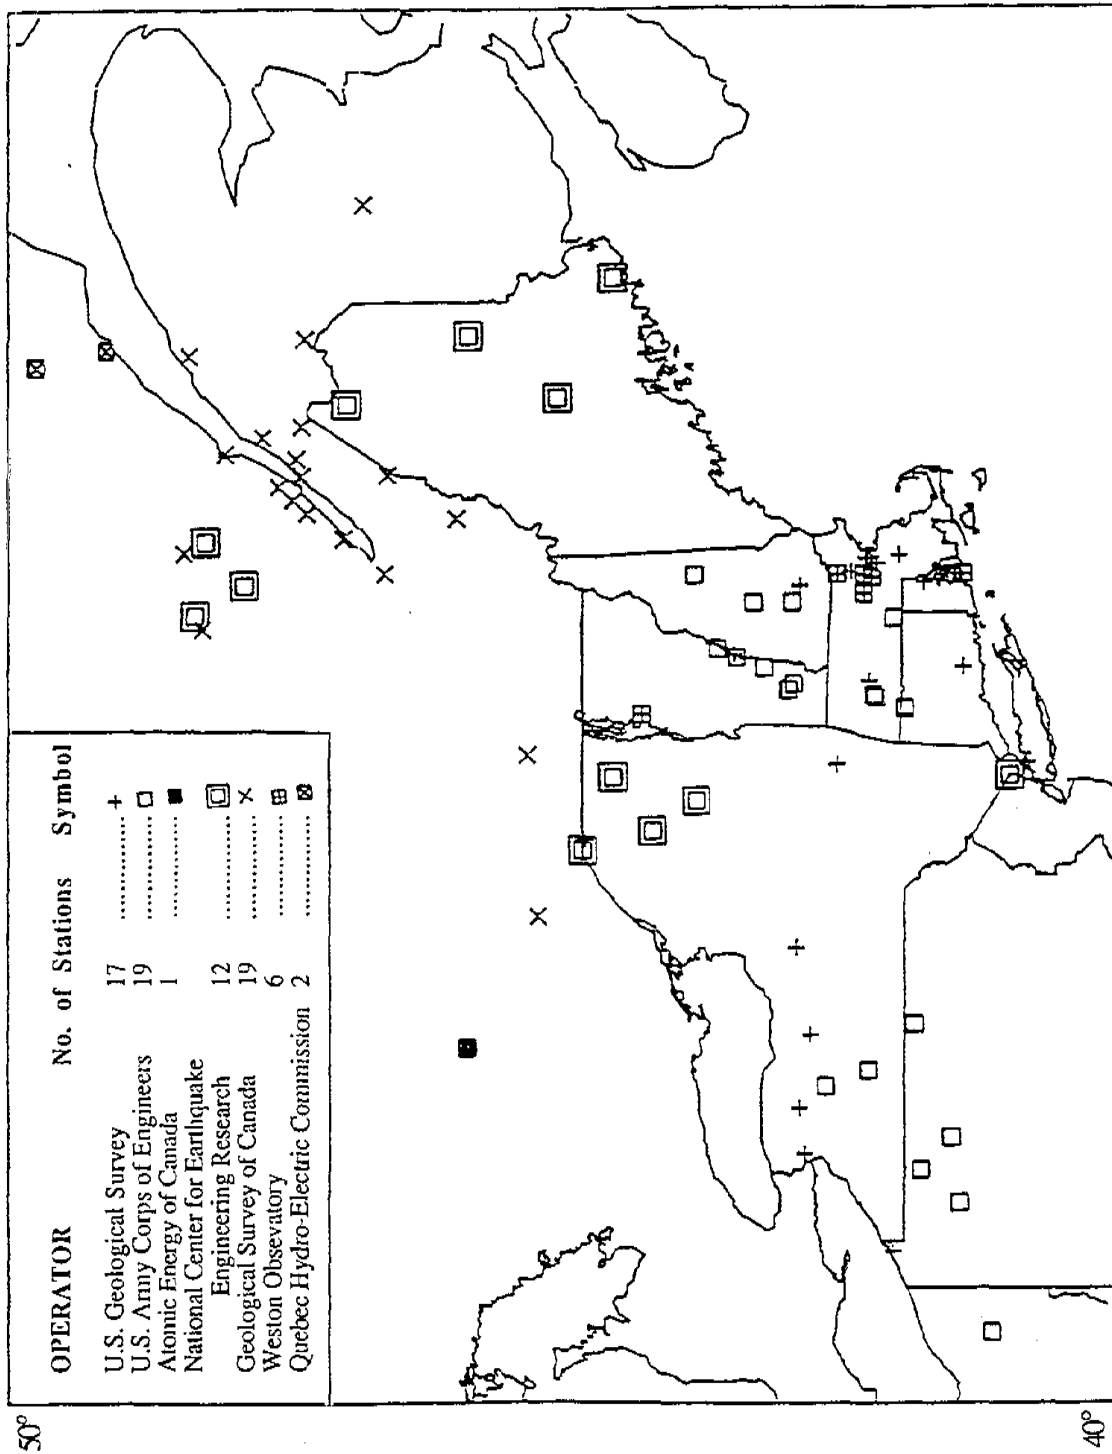 50°
OPERATOR No. of Stations Symbol
U.S. Geological Survey 17 ............. +
U.S. Army Corps of Engineers 19 ............. □
Atomic Energy of Canada 1 ............. ■
National Center for Earthquake
Engineering Research 12 .............
Geological Survey of Canada 19 ............. ×
Weston Obsevatory 6 ............. ⊞
Quebec Hydro-Electric Commission 2 ............. ⊠
40°